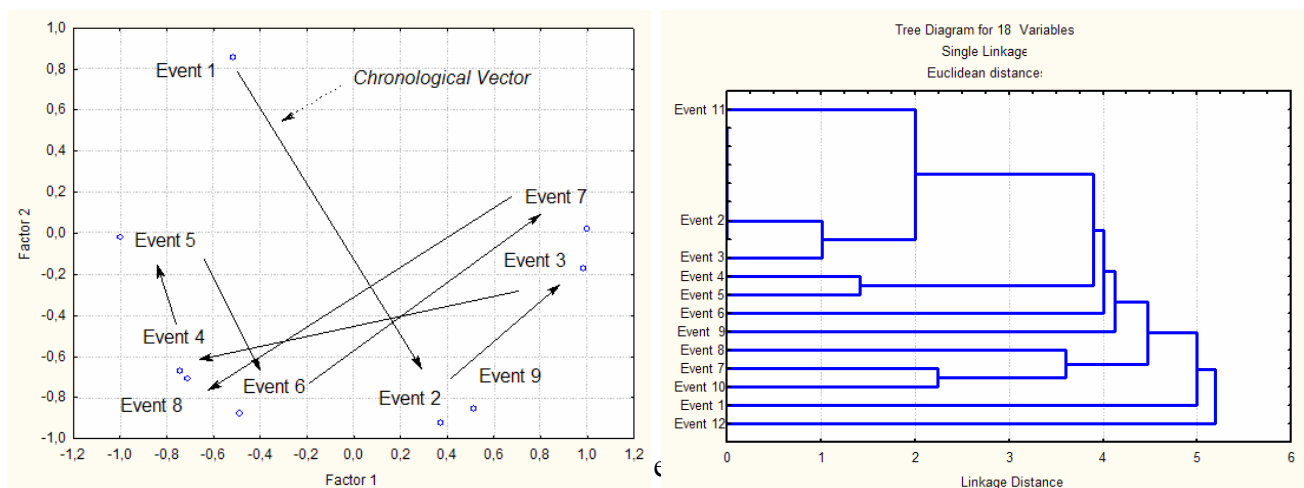 1,0
0,8
0,6
0,4
0,2
0,0
-0,2
-0,4
-0,6
-0,8
-1,0
Factor 2
Event 1
Chronological Vector
Event 7
Event 5
Event 3
Event 4
Event 9
Event 6
Event 2
Event 8
-1,2 -1,0 -0,8 -0,6 -0,4 -0,2 0,0 0,2 0,4 0,6 0,8 1,0 1,2
Factor 1
e
Tree Diagram for 18 Variables
Single Linkage
Euclidean distances
Event 11
Event 2
Event 3
Event 4
Event 5
Event 6
Event 9
Event 8
Event 7
Event 10
Event 1
Event 12
0 1 2 3 4 5 6
Linkage Distance